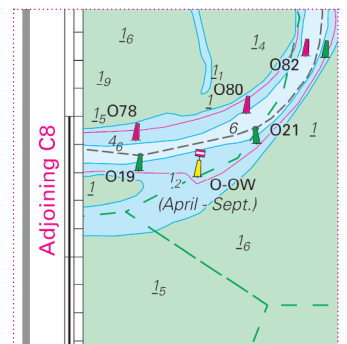 1₆
1₄
O82
1₉
1₁
O80
1
1₅
O78
6
O21
1
4₆
O19
1
1₂
O-OW
(April - Sept.)
1₆
1₅
Adjoining C8